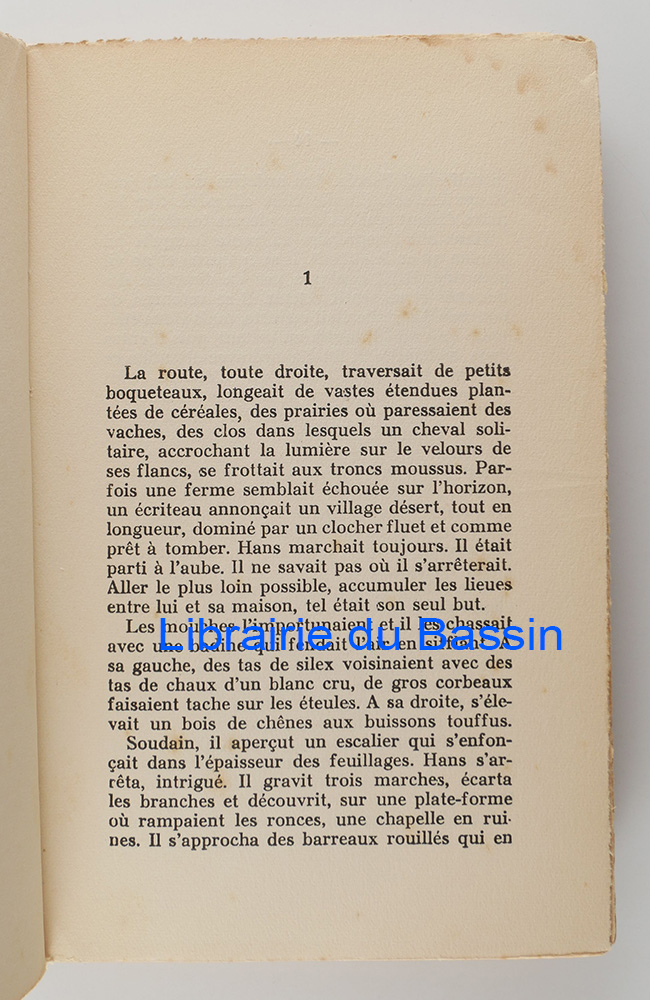 1
La route, toute droite, traversait de petits
boqueteaux, longeait de vastes étendues plan-
tées de céréales, des prairies où paressaient des
vaches, des clos dans lesquels un cheval soli-
taire, accrochant la lumière sur le velours de
ses flancs, se frottait aux troncs moussus. Par-
fois une ferme semblait échouée sur l'horizon,
un écriteau annonçait un village désert, tout en
longueur, dominé par un clocher fluet et comme
prêt à tomber. Hans marchait toujours. Il était
parti à l'aube. Il ne savait pas où il s'arrêterait.
Aller le plus loin possible, accumuler les lieues
entre lui et sa maison, tel était son seul but.
Les mouches l'importunaient et il les chassait
Librairie du Bassin
avec une badine qui fendait l'air en sifflant. A
sa gauche, des tas de silex voisinaient avec des
tas de chaux d'un blanc cru, de gros corbeaux
faisaient tache sur les éteules. A sa droite, s'éle-
vait un bois de chênes aux buissons touffus.
Soudain, il aperçut un escalier qui s'enfon-
çait dans l'épaisseur des feuillages. Hans s'ar-
rêta, intrigué. Il gravit trois marches, écarta
les branches et découvrit, sur une plate-forme
où rampaient les ronces, une chapelle en rui-
nes. Il s'approcha des barreaux rouillés qui en